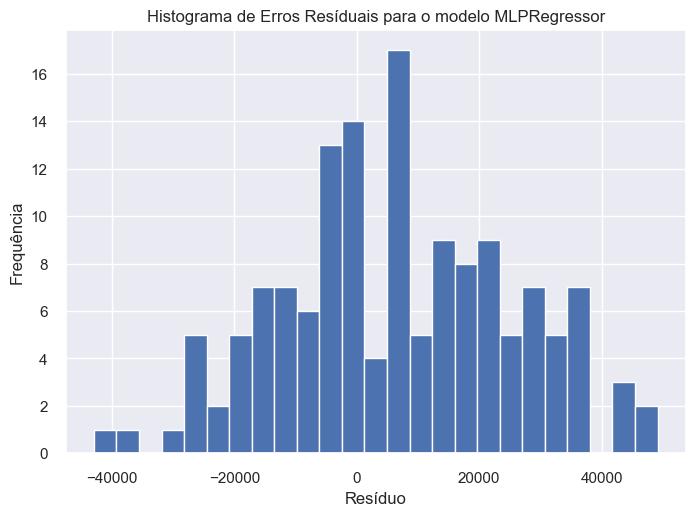 Histograma de Erros Resíduais para o modelo MLPRegressor
16
14
12
10
8
6
4
2
0
Frequência
−40000 −20000 0 20000 40000
Resíduo